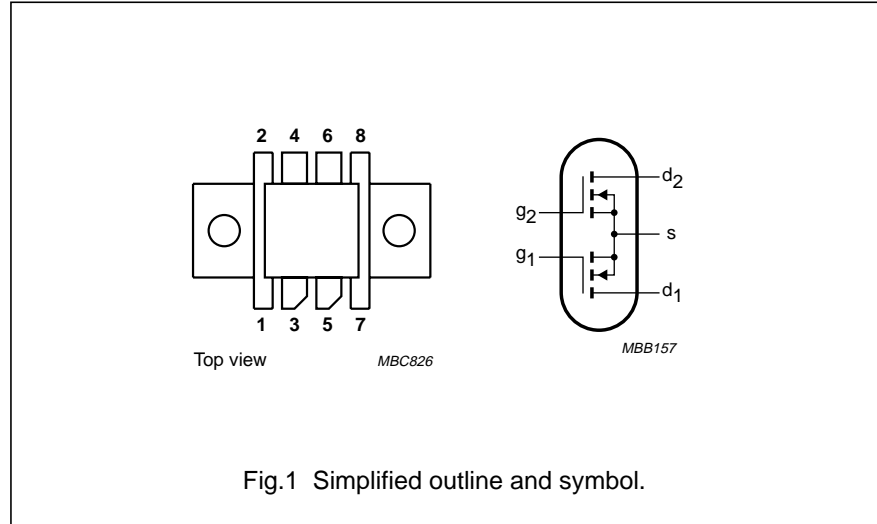 2 4 6 8
1 3 5 7
Top view MBC826
d2
g2
s
g1
d1
MBB157
Fig.1 Simplified outline and symbol.